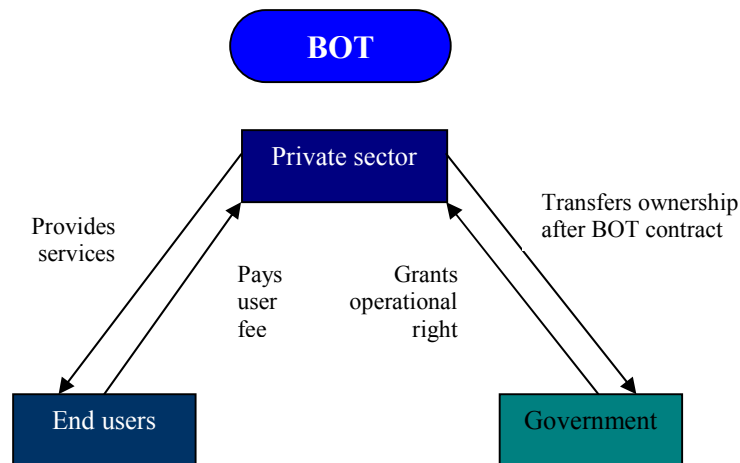 BOT
Private sector
Provides
services
Pays
user
fee
Grants
operational
right
Transfers ownership
after BOT contract
End users
Government